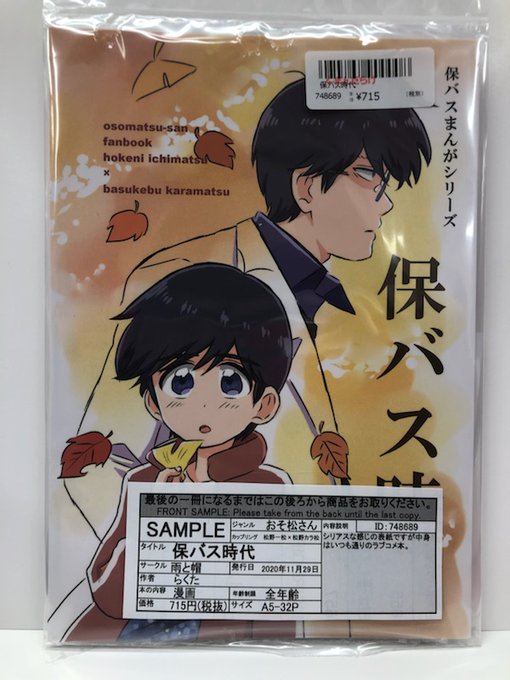 保バス時代
748689 ¥715 (税別)
保バスまんがシリーズ
osomatsu-san
fanbook
hokeni ichimatsu
×
basukebu karamatsu
保バス時
最後の一冊になるまではこの後ろから商品をお取りください。
FRONT SAMPLE: Please take from the back until the last copy.
SAMPLE
ジャンル おそ松さん
カップリング 松野一松×松野カラ松
内容説明 ID:748689
シリアスな感じの表紙ですが中身はいつも通りのラブコメ本。
タイトル 保バス時代
サークル 雨と帽
発行日 2020年11月29日
作者 らくた
本の内容 漫画
年齢制限 全年齢
価格 715円(税抜)
サイズ A5-32P